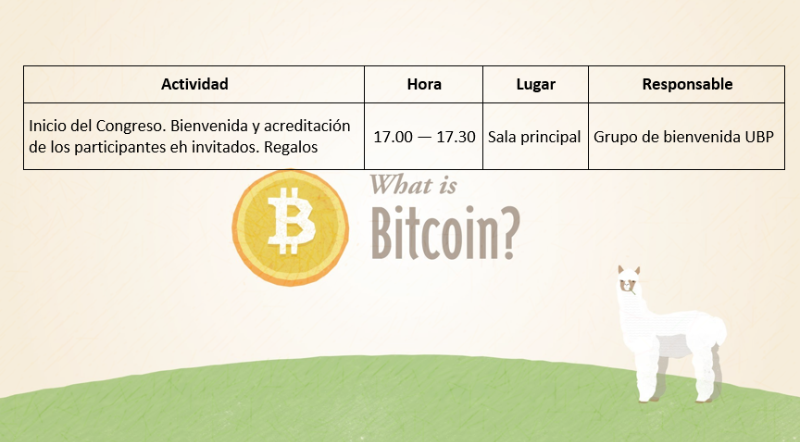 Actividad Hora Lugar Responsable
Inicio del Congreso. Bienvenida y acreditación
de los participantes eh invitados. Regalos
17.00 — 17.30
Sala principal
Grupo de bienvenida UBP
What is
Bitcoin?